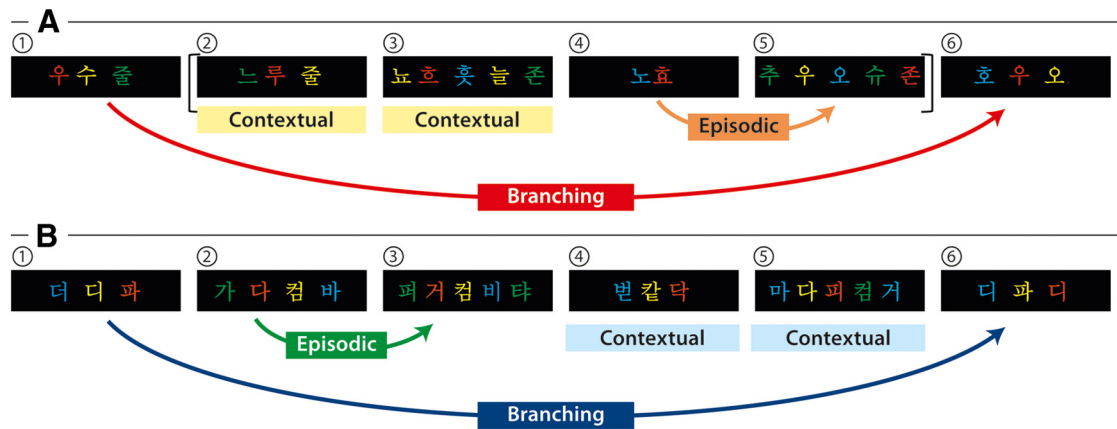 A
① ② ③ ④ ⑤ ⑥
우 수 줄
느 루 줄
뇨 흐 훗 늘 존
노 효
추 우 오 슈 존
호 우 오
Contextual
Contextual
Episodic
Branching
B
① ② ③ ④ ⑤ ⑥
더 디 파
가 다 컴 바
퍼 거 컴 비 탸
번 캍 닥
마 다 피 컴 거
디 파 디
Episodic
Contextual
Contextual
Branching